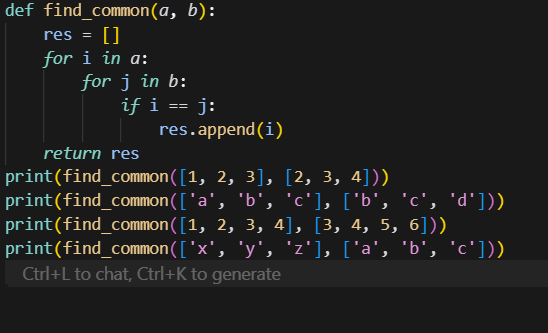 def find_common(a, b):
    res = []
    for i in a:
        for j in b:
            if i == j:
                res.append(i)
    return res
print(find_common([1, 2, 3], [2, 3, 4]))
print(find_common(['a', 'b', 'c'], ['b', 'c', 'd']))
print(find_common([1, 2, 3, 4], [3, 4, 5, 6]))
print(find_common(['x', 'y', 'z'], ['a', 'b', 'c']))
Ctrl+L to chat, Ctrl+K to generate